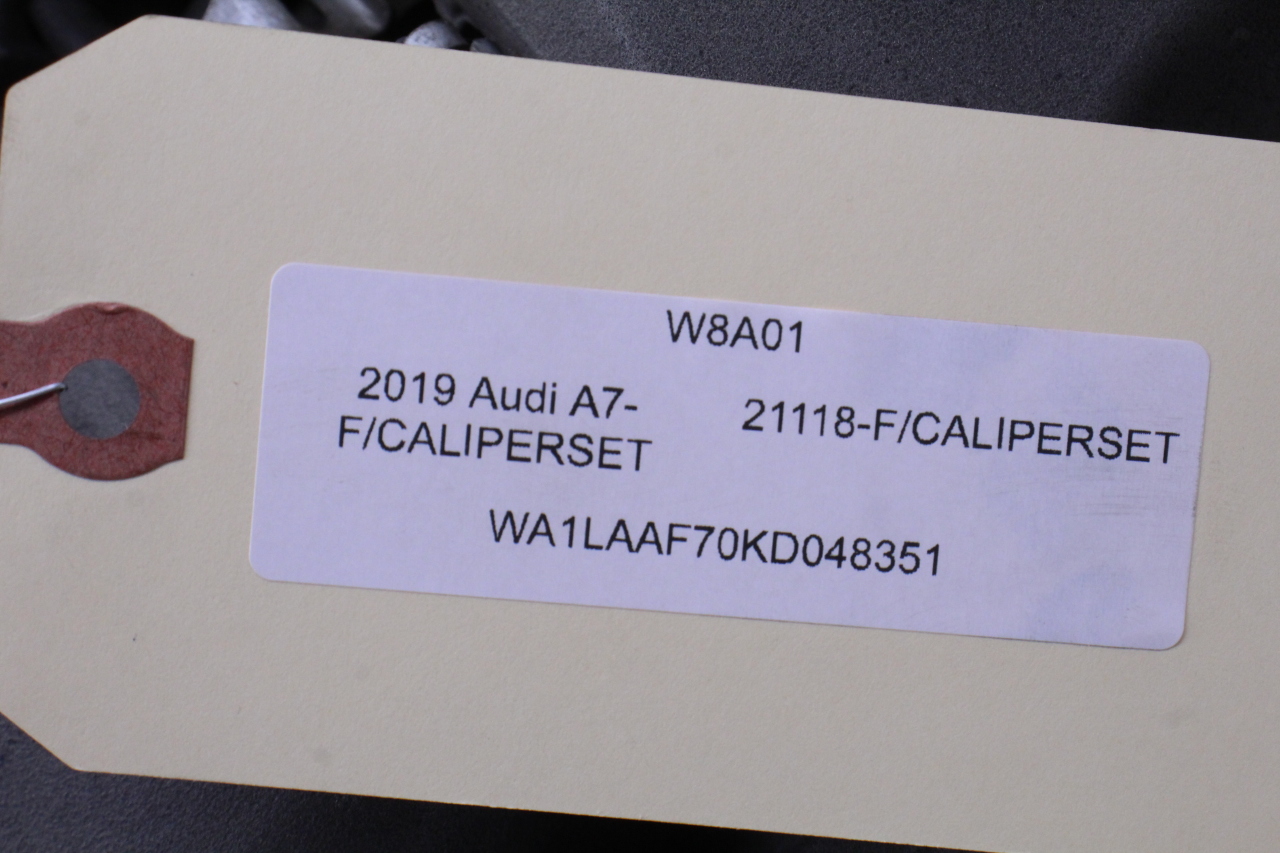 W8A01
2019 Audi A7-
F/CALIPERSET
21118-F/CALIPERSET
WA1LAAF70KD048351